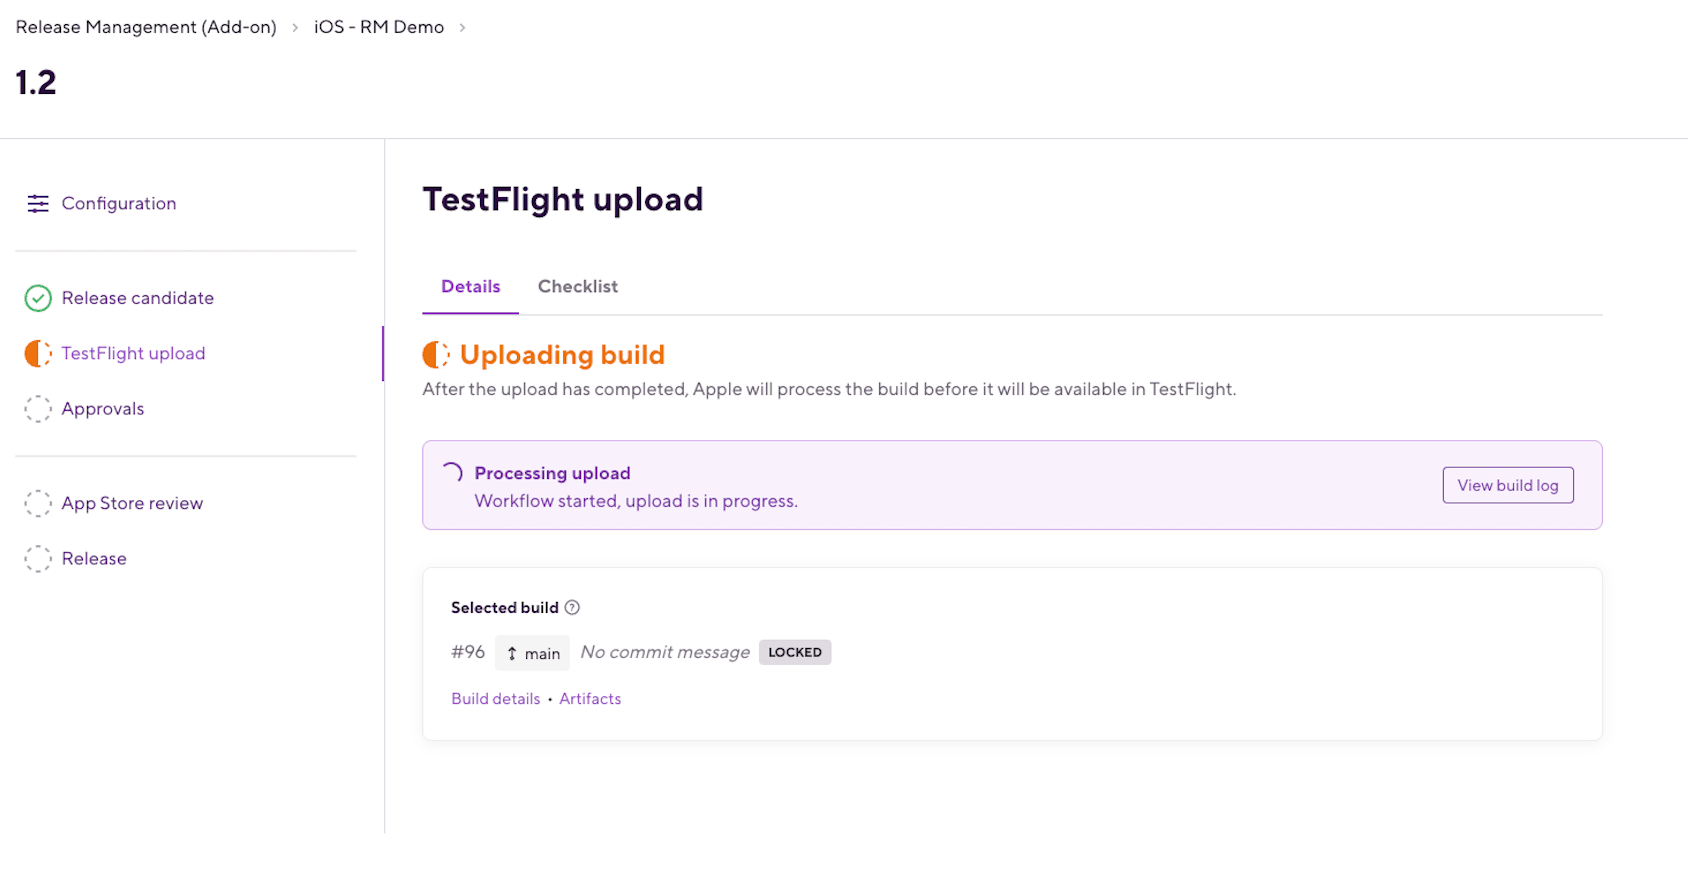 Release Management (Add-on) > iOS - RM Demo >
1.2
Configuration
Release candidate
TestFlight upload
Approvals
App Store review
Release
TestFlight upload
Details Checklist
Uploading build
After the upload has completed, Apple will process the build before it will be available in TestFlight.
Processing upload
Workflow started, upload is in progress.
View build log
Selected build ?
#96 main No commit message LOCKED
Build details • Artifacts